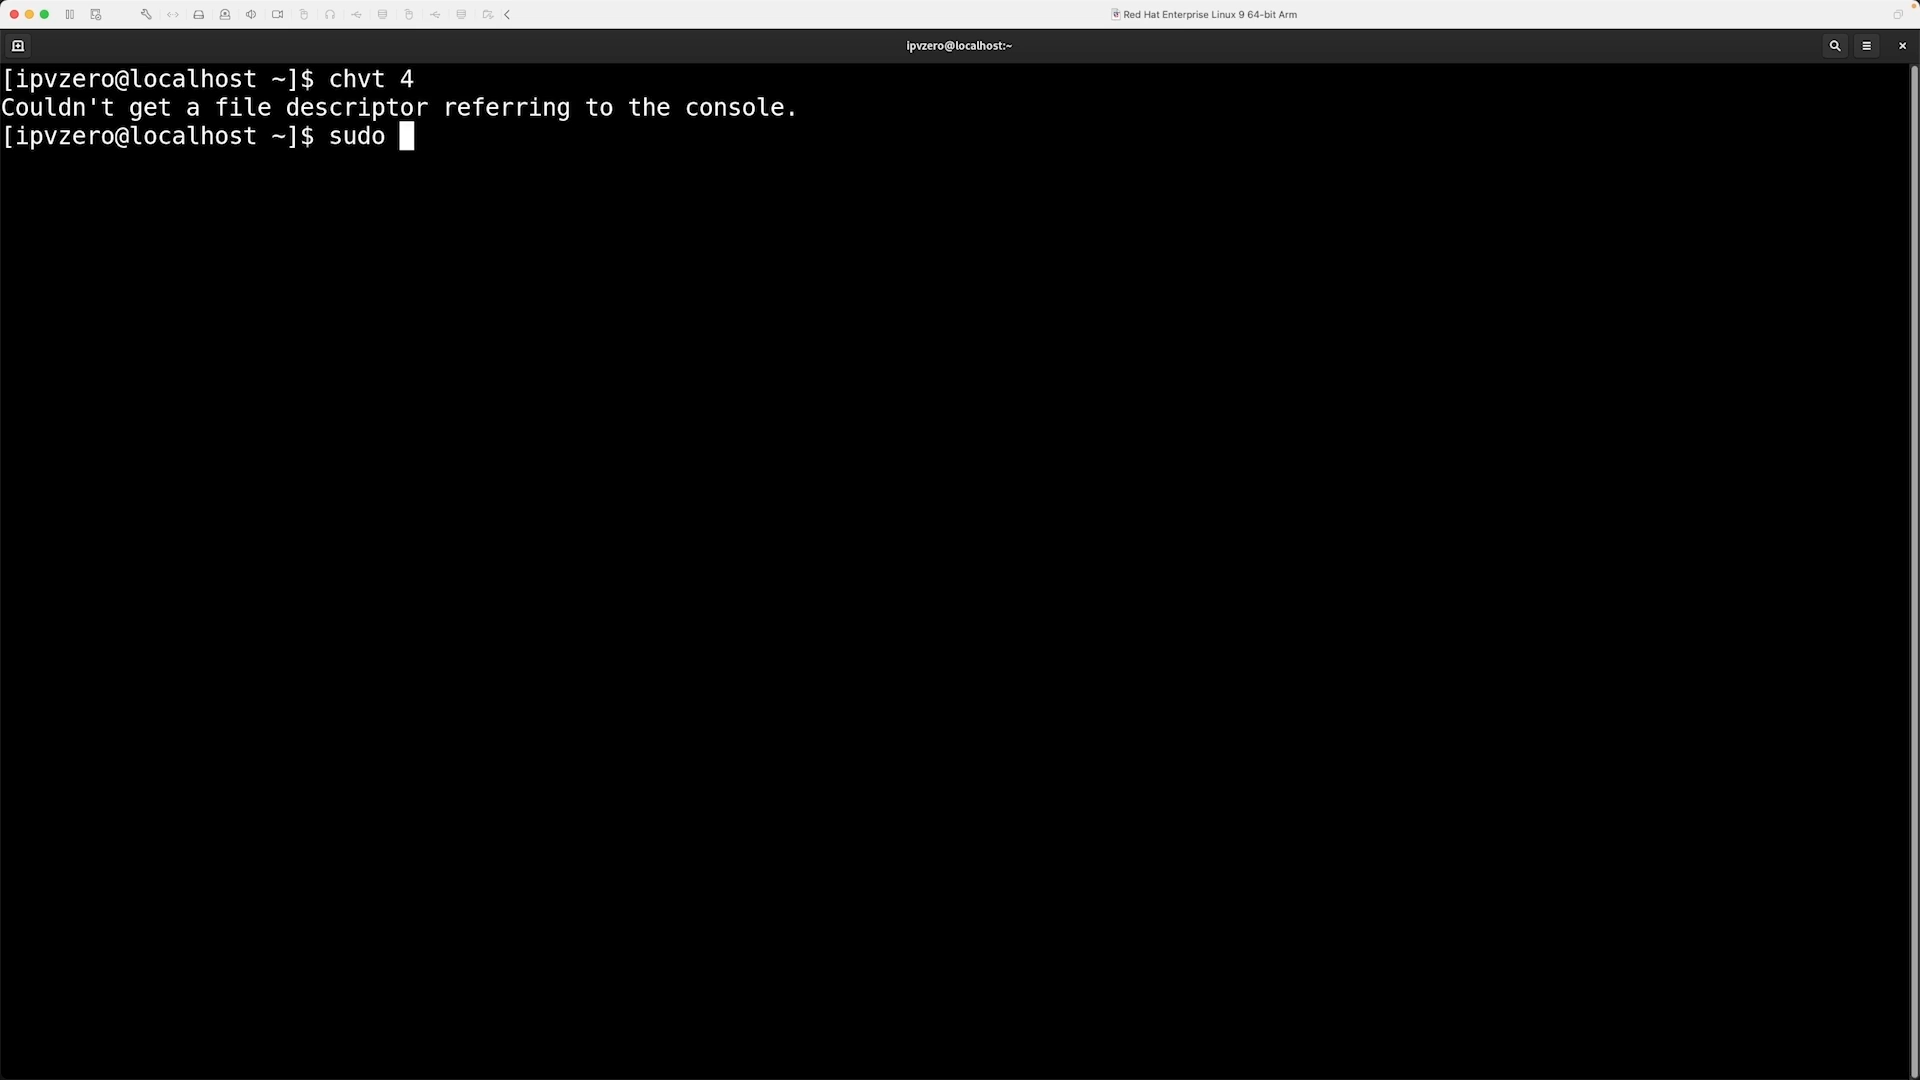 Red Hat Enterprise Linux 9 64-bit Arm
ipvzero@localhost:~
[ipvzero@localhost ~]$ chvt 4
Couldn't get a file descriptor referring to the console.
[ipvzero@localhost ~]$ sudo